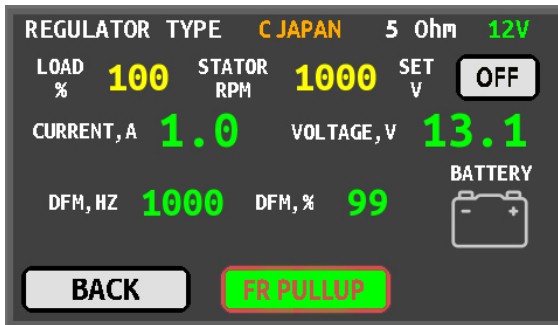 REGULATOR TYPE C JAPAN 5 Ohm 12V
LOAD % 100 STATOR RPM 1000 SET V OFF
CURRENT, A 1.0 VOLTAGE, V 13.1
BATTERY
DFM, HZ 1000 DFM, % 99 - +
BACK FR PULLUP